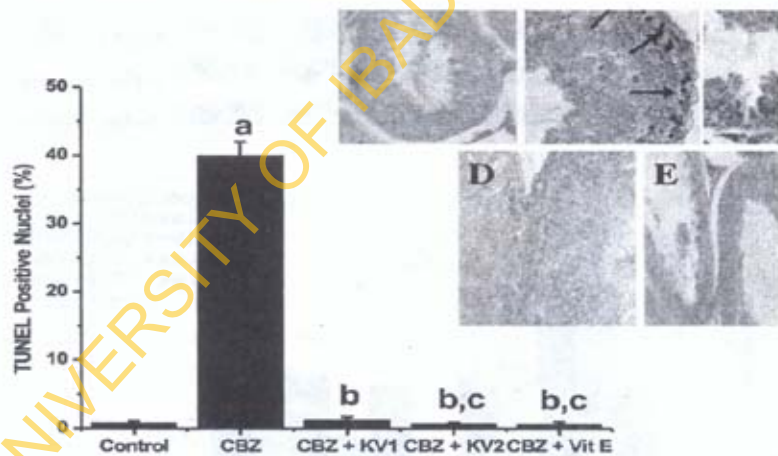 UNIVERSITY OF IBAD
TUNEL Positive Nuclei (%)
50
40
30
20
10
0
a
b
b,c
b,c
Control
CBZ
CBZ + KV1
CBZ + KV2
CBZ + Vit E
D
E